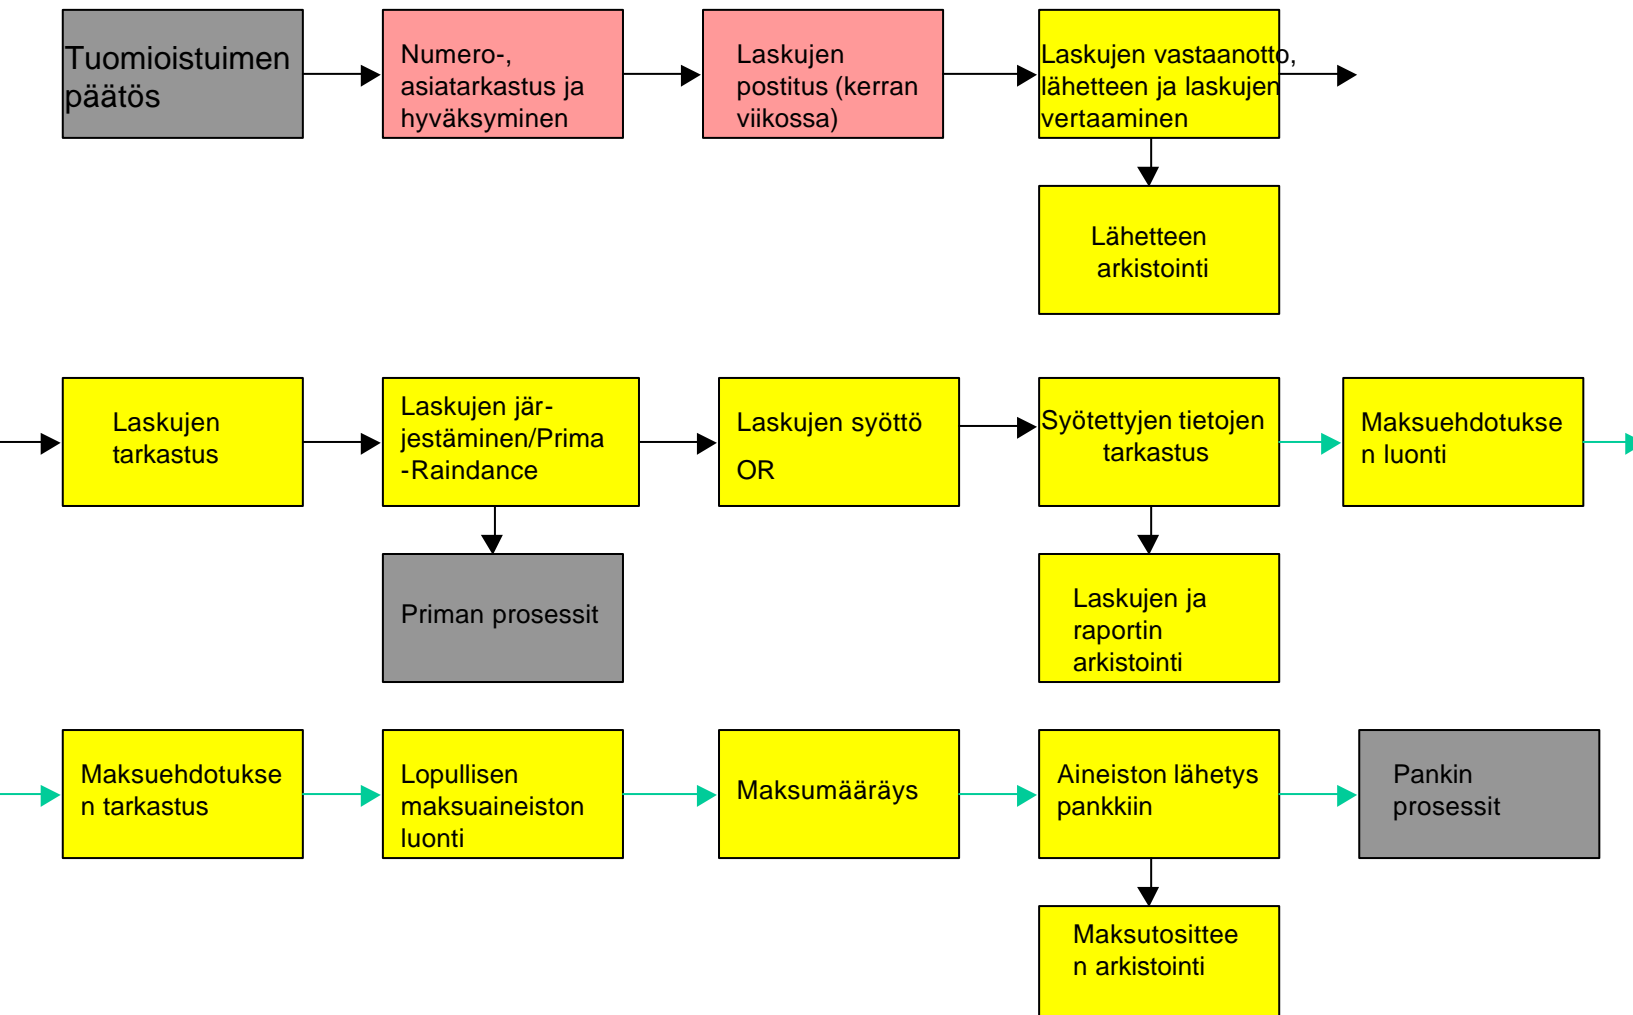 Tuomioistuimen
päätös
Numero-,
asiatarkastus ja
hyväksyminen
Laskujen
postitus (kerran
viikossa)
Laskujen vastaanotto,
lähetteen ja laskujen
vertaaminen
Lähetteen
arkistointi
Laskujen
tarkastus
Laskujen jär-
jestäminen/Prima
-Raindance
Laskujen syöttö
OR
Syötettyjen tietojen
tarkastus
Maksuehdotukse
n luonti
Priman prosessit
Laskujen ja
raportin
arkistointi
Maksuehdotukse
n tarkastus
Lopullisen
maksuaineiston
luonti
Maksumääräys
Aineiston lähetys
pankkiin
Pankin
prosessit
Maksutosittee
n arkistointi